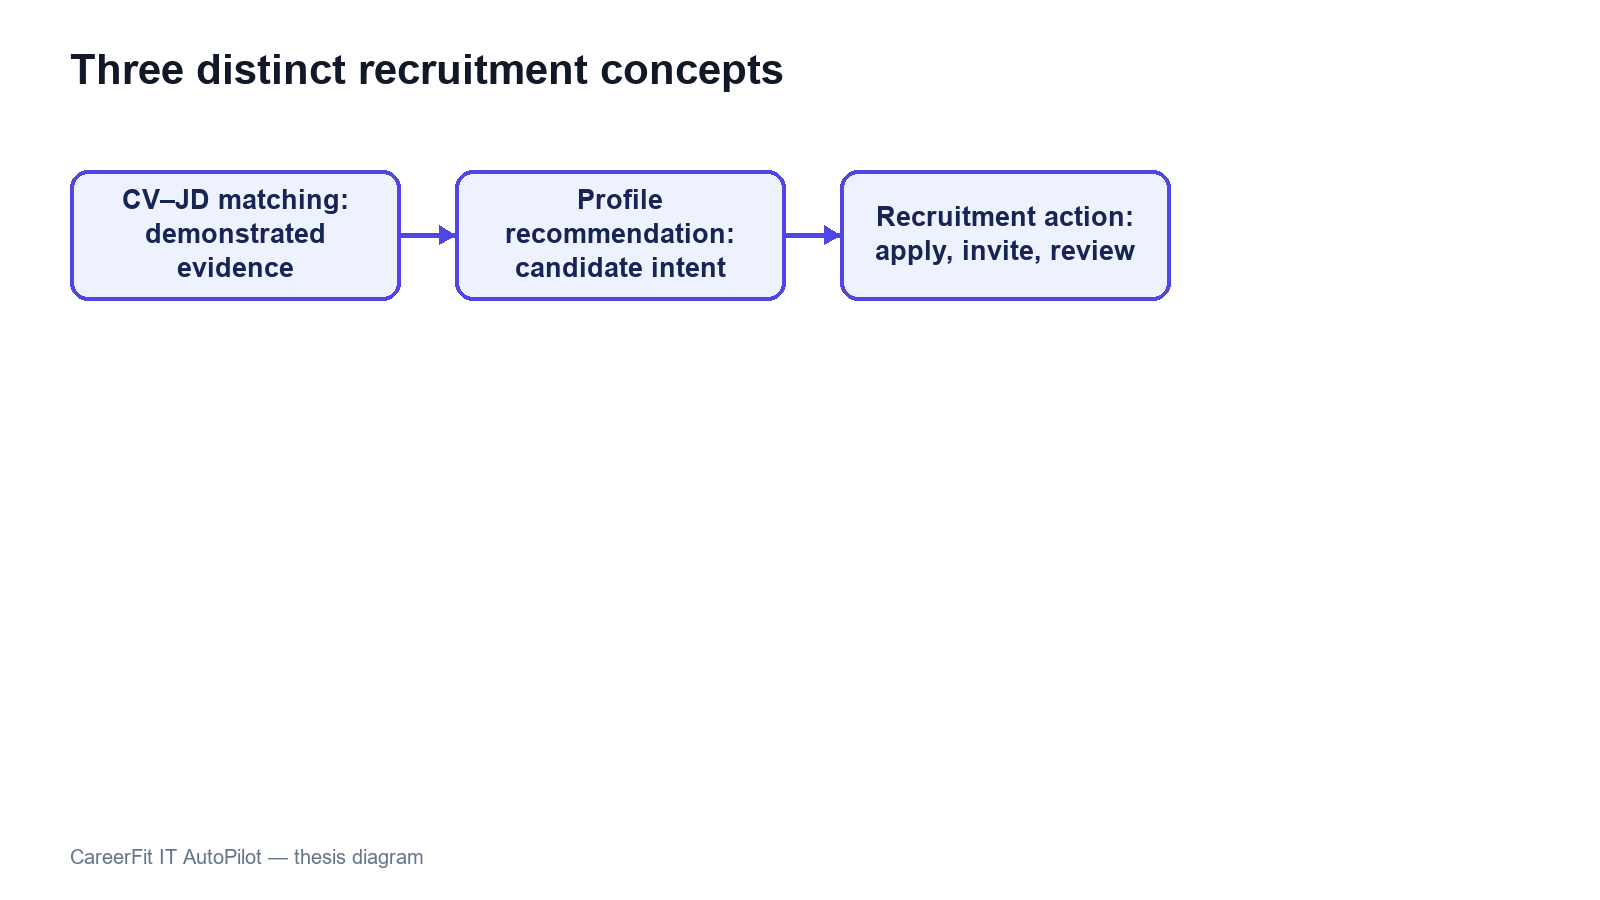 Three distinct recruitment concepts
CV–JD matching:
demonstrated
evidence
Profile
recommendation:
candidate intent
Recruitment action:
apply, invite, review
CareerFit IT AutoPilot — thesis diagram